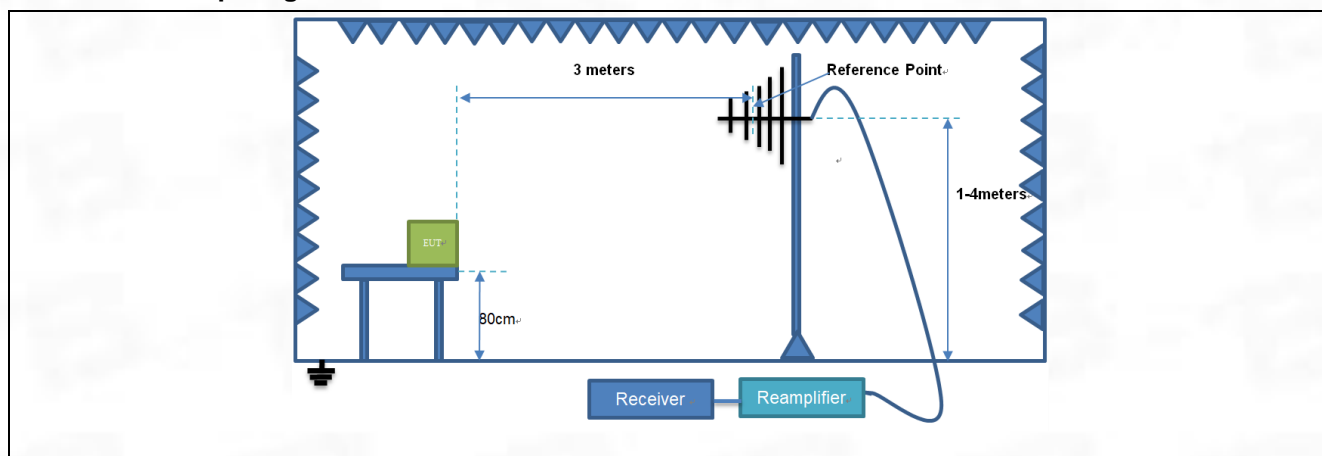 3 meters
Reference Point
1-4meters
EUT
80cm
Receiver
Reamplifier